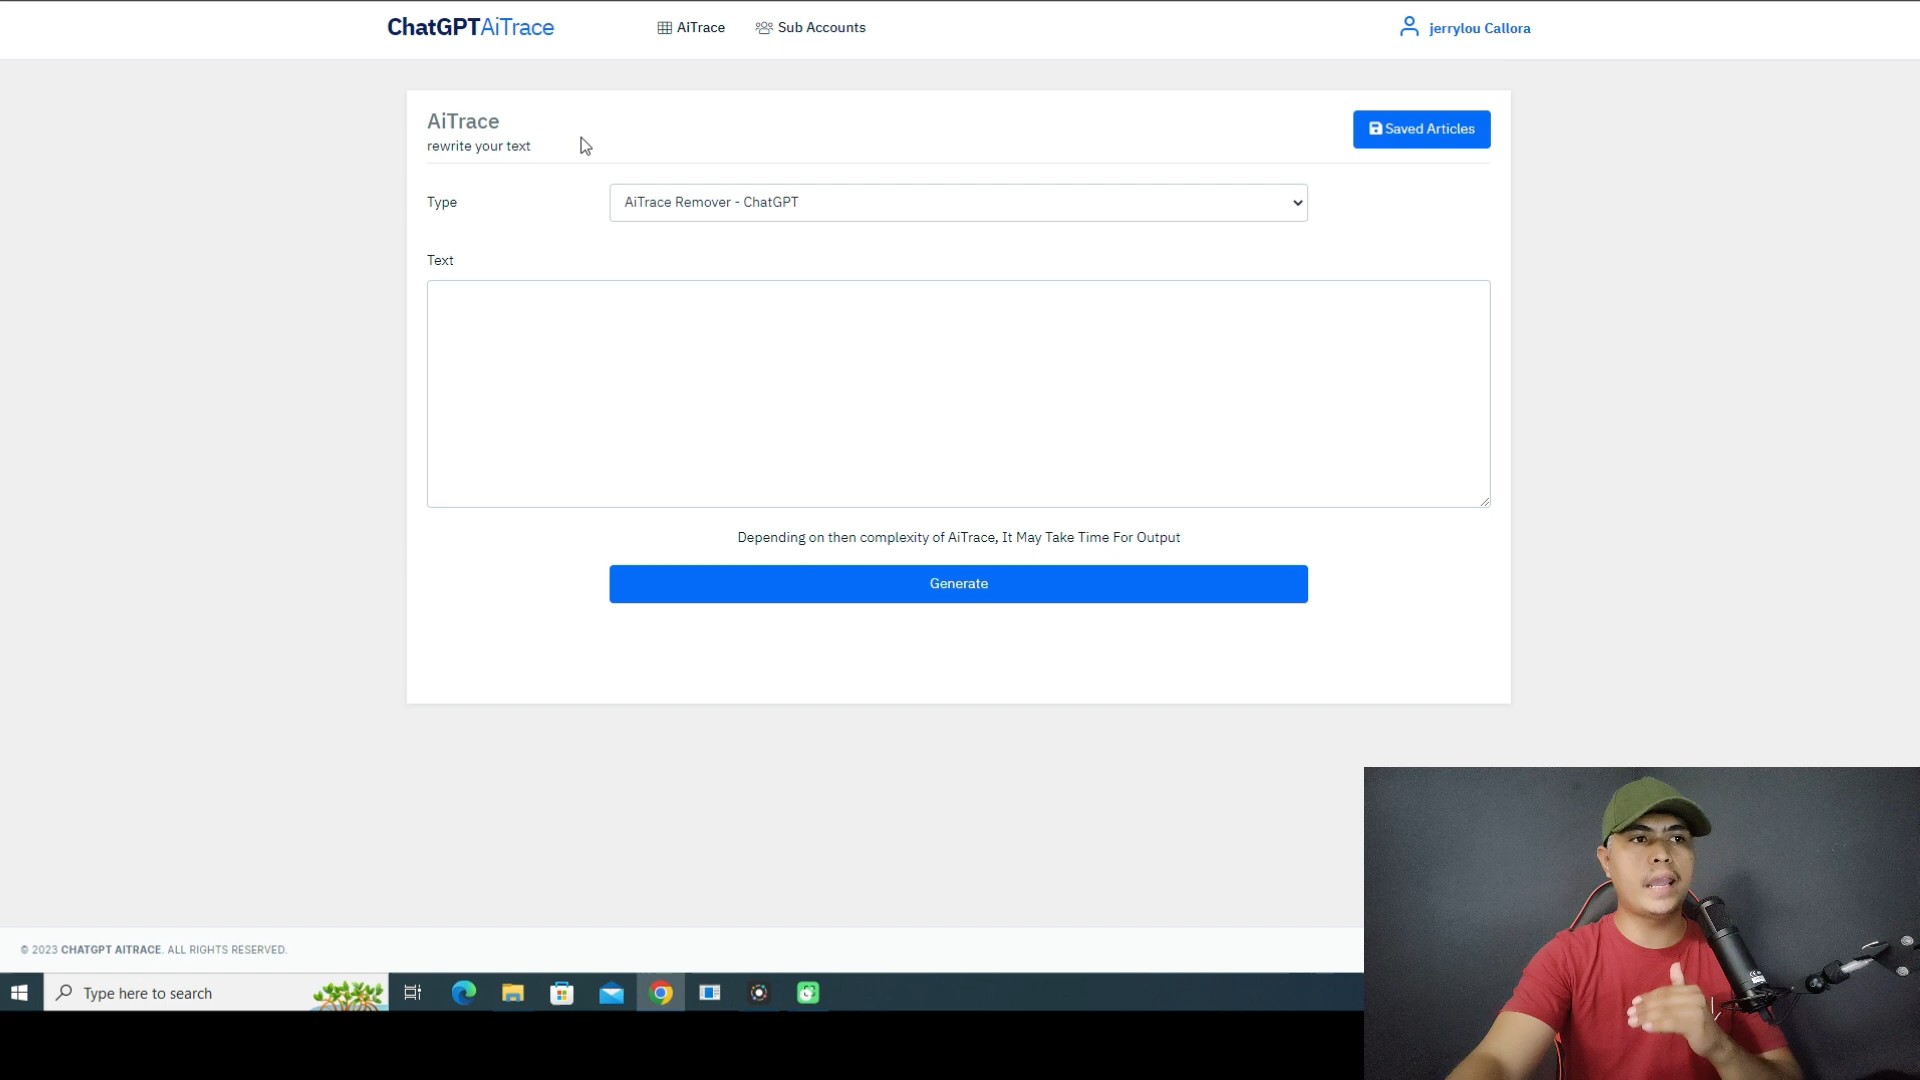 ChatGPTAiTrace
AiTrace
Sub Accounts
jerrylou Callora
AiTrace
rewrite your text
Saved Articles
Type
AiTrace Remover - ChatGPT
Text
Depending on then complexity of AiTrace, It May Take Time For Output
Generate
© 2023 CHATGPT AITRACE. ALL RIGHTS RESERVED.
Type here to search